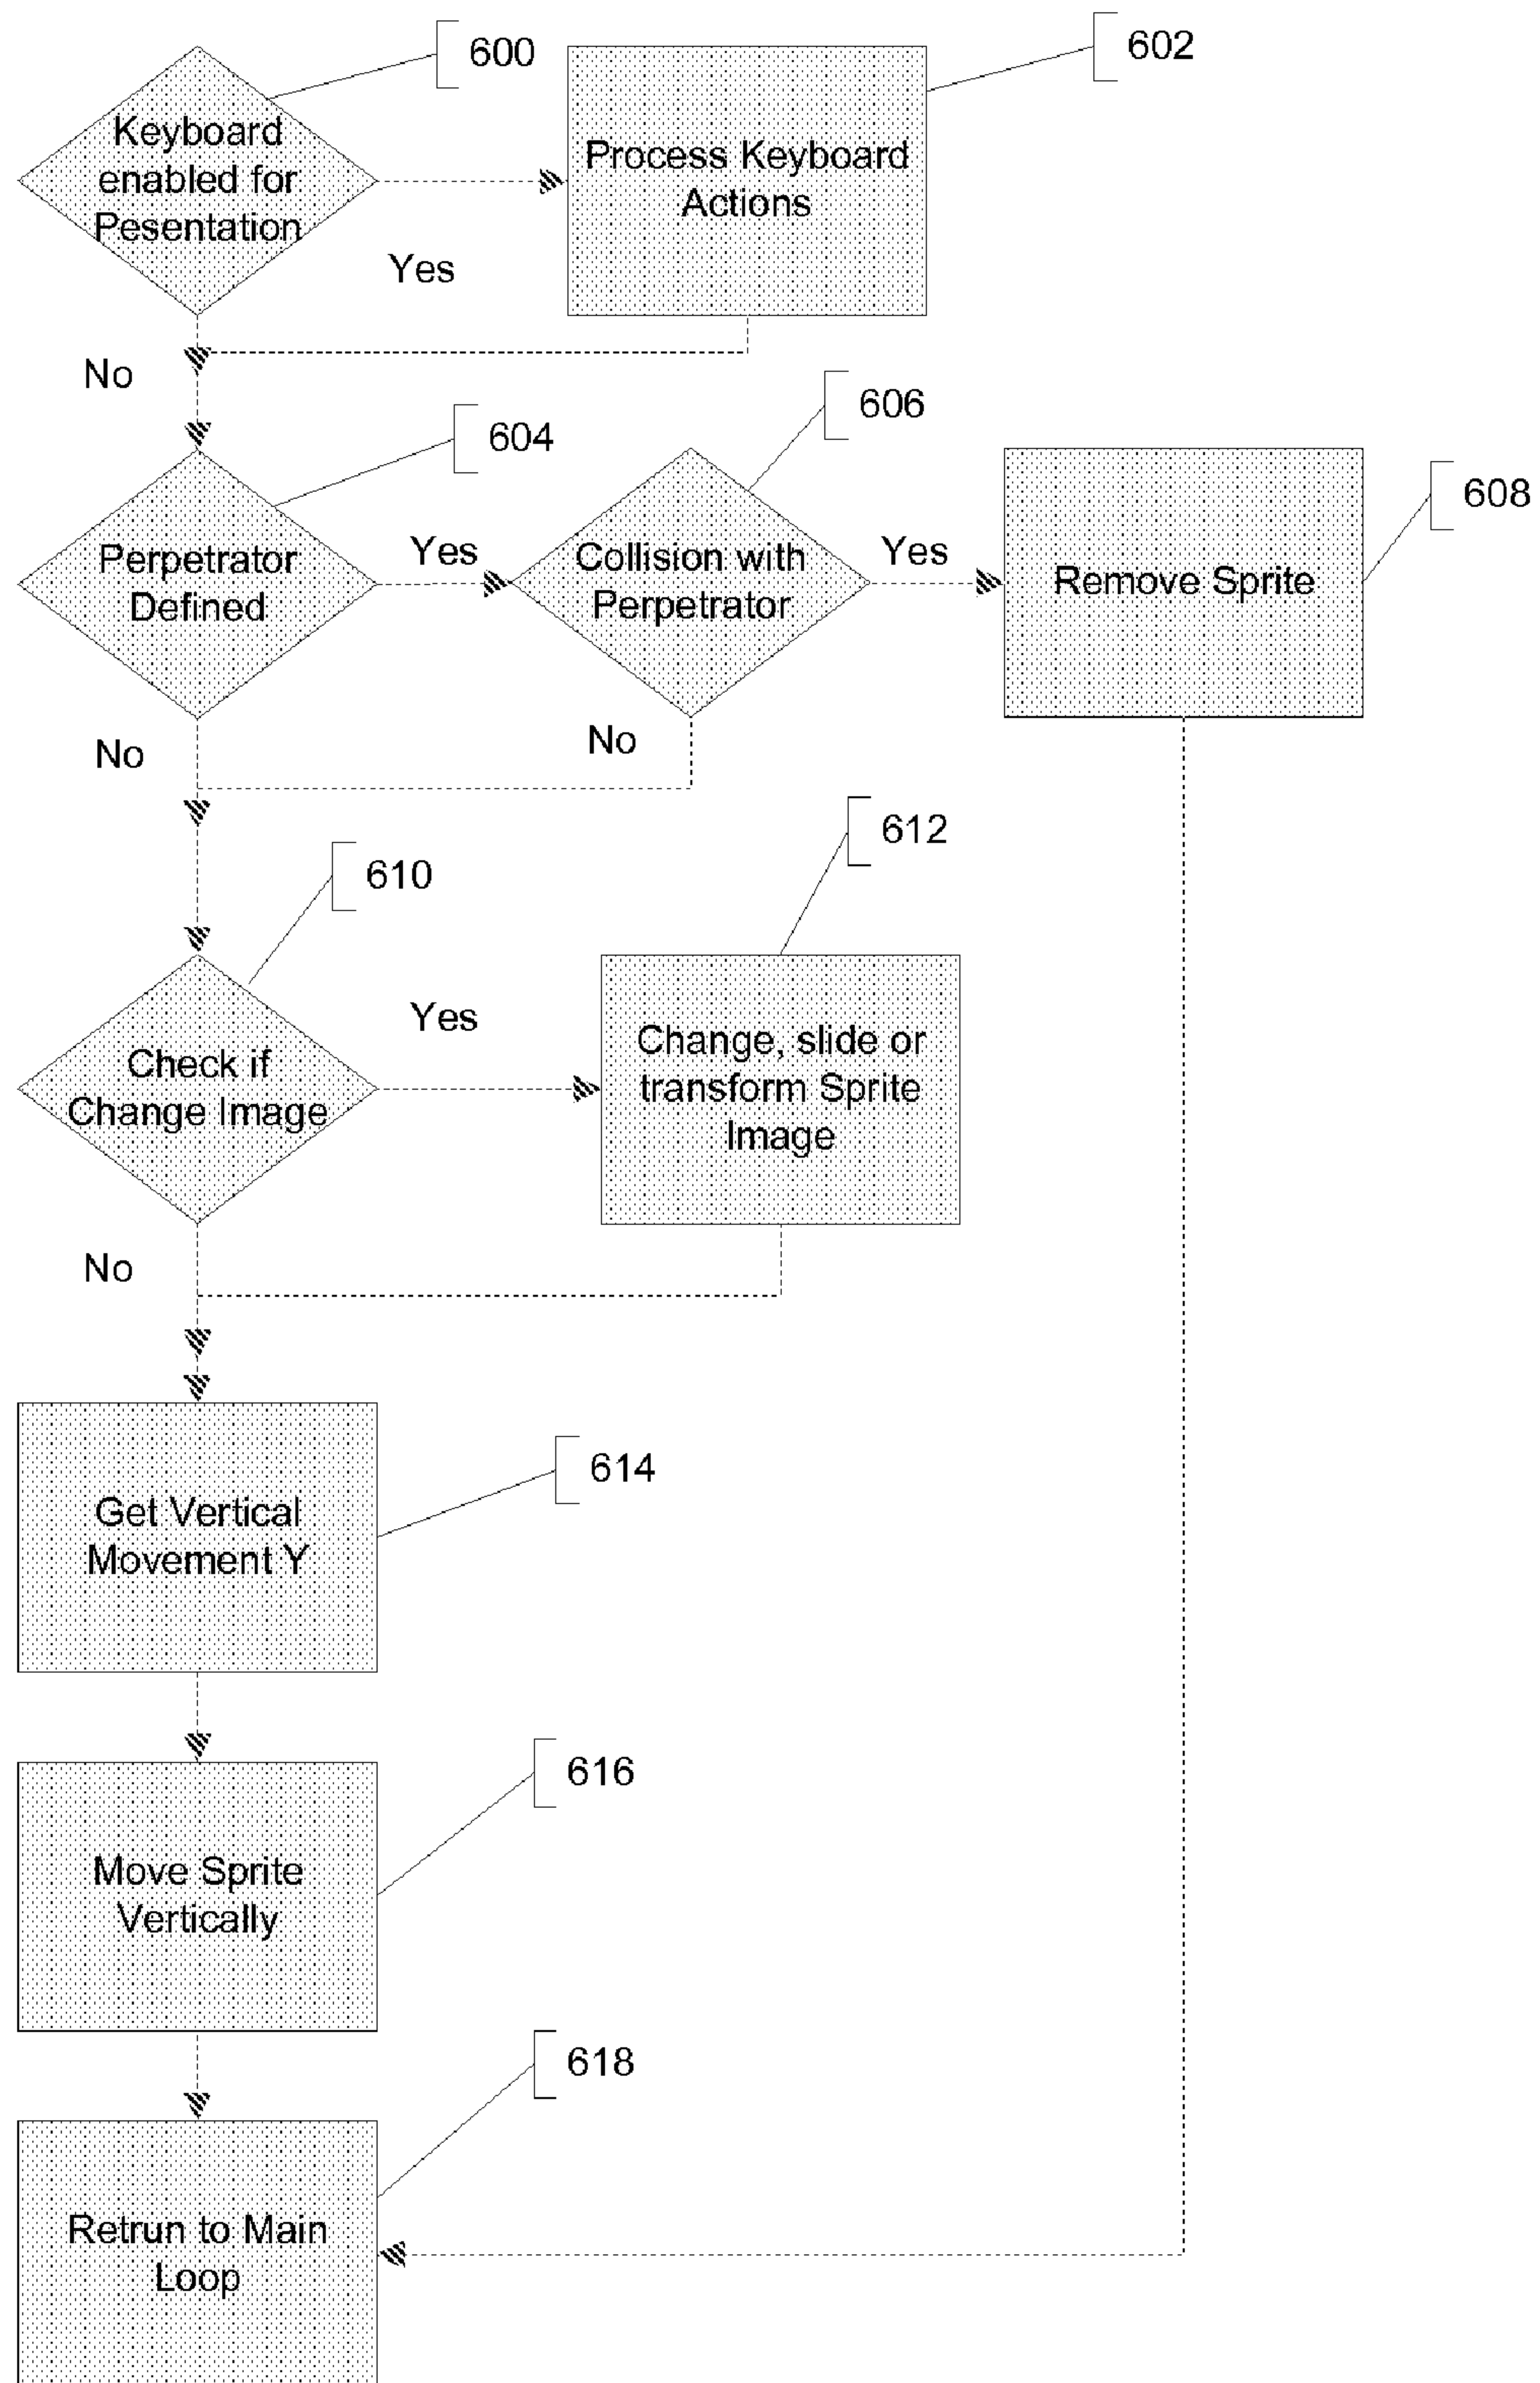 600
602
Keyboard
enabled for
Pesentation
Process Keyboard
Actions
Yes
No
604
606
608
Perpetrator
Defined
Yes
Collision with
Perpetrator
Yes
Remove Sprite
No
No
610
612
Check if
Change Image
Yes
Change, slide or
transform Sprite
Image
No
614
Get Vertical
Movement Y
616
Move Sprite
Vertically
618
Retrun to Main
Loop